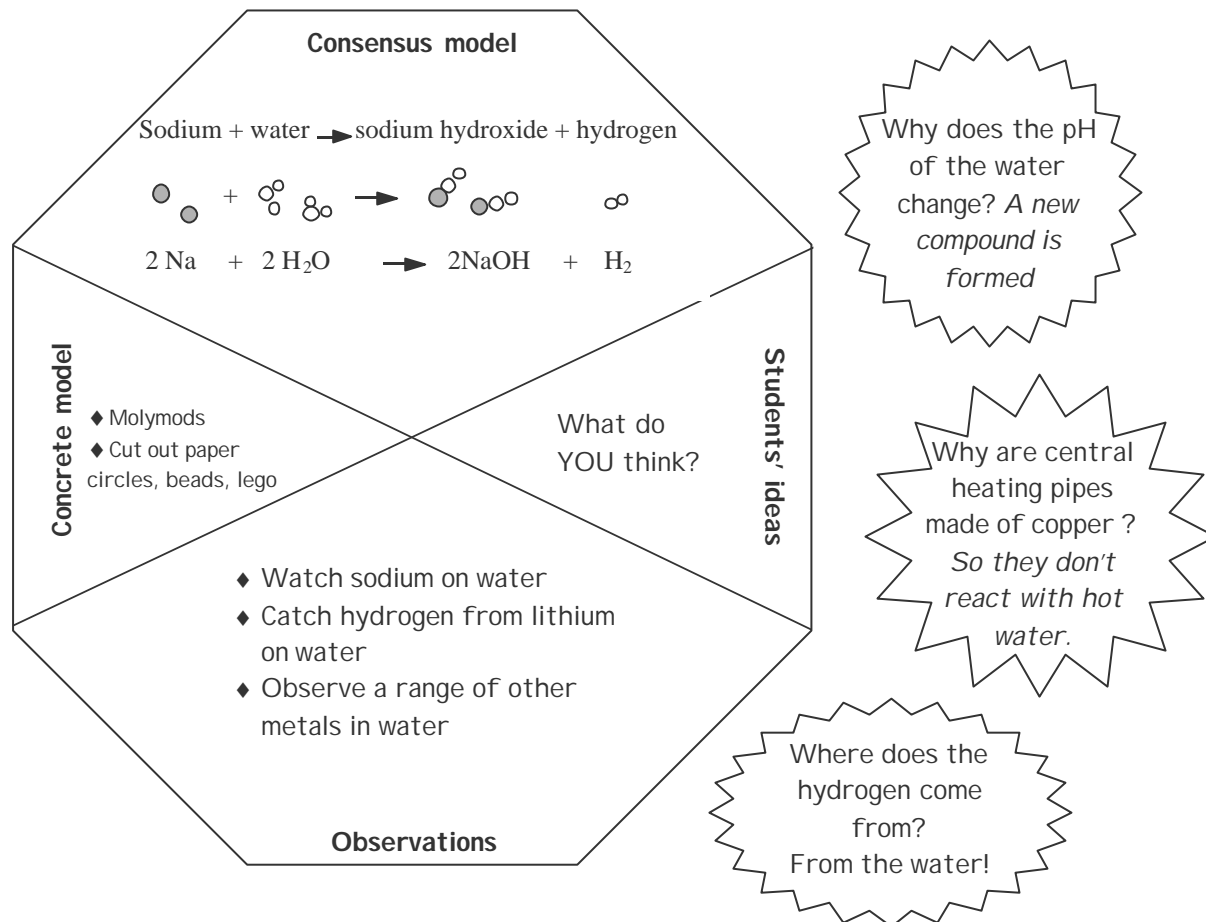 Consensus model
Sodium + water → sodium hydroxide + hydrogen
+ →
2 Na + 2 H₂O → 2NaOH + H₂
Concrete model
♦ Molymods
♦ Cut out paper
circles, beads, lego
What do
YOU think?
Students' ideas
♦ Watch sodium on water
♦ Catch hydrogen from lithium
on water
♦ Observe a range of other
metals in water
Observations
Why does the pH
of the water
change? A new
compound is
formed
Why are central
heating pipes
made of copper ?
So they don't
react with hot
water.
Where does the
hydrogen come
from?
From the water!